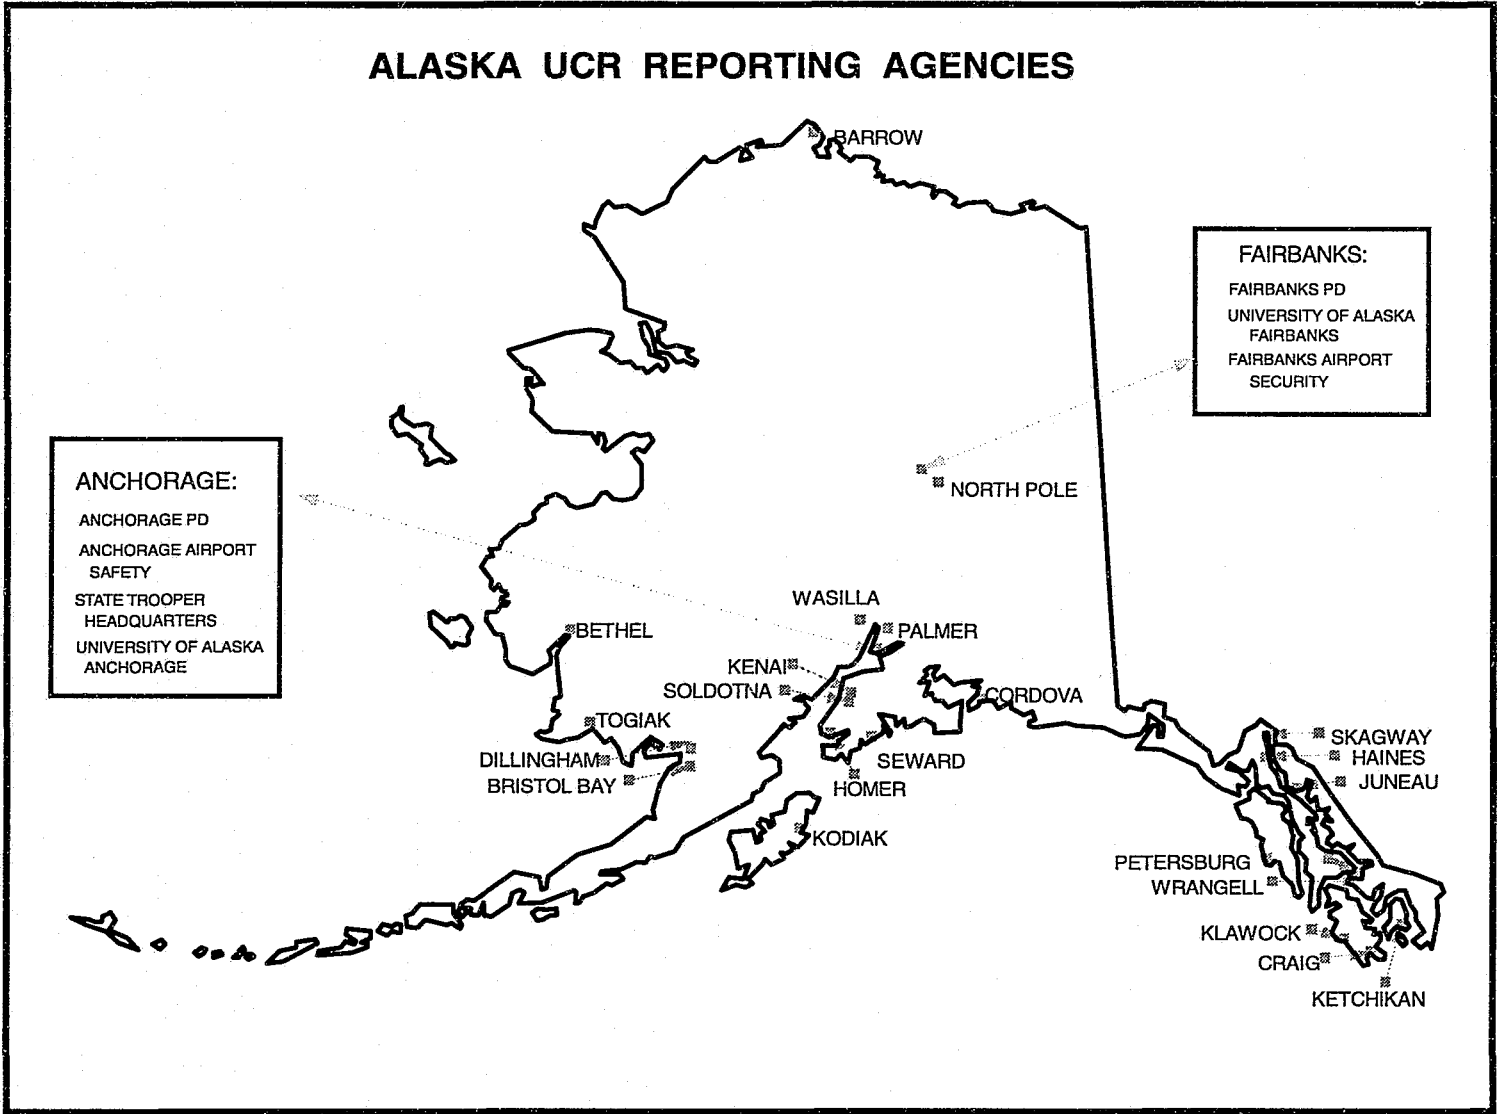 ALASKA UCR REPORTING AGENCIES
BARROW
FAIRBANKS:
FAIRBANKS PD
UNIVERSITY OF ALASKA
FAIRBANKS
FAIRBANKS AIRPORT
SECURITY
ANCHORAGE:
ANCHORAGE PD
ANCHORAGE AIRPORT
SAFETY
STATE TROOPER
HEADQUARTERS
UNIVERSITY OF ALASKA
ANCHORAGE
NORTH POLE
WASILLA
BETHEL
PALMER
KENAI
SOLDOTNA
CORDOVA
TOGIAK
DILLINGHAM
BRISTOL BAY
SEWARD
HOMER
KODIAK
SKAGWAY
HAINES
JUNEAU
PETERSBURG
WRANGELL
KLAWOCK
CRAIG
KETCHIKAN